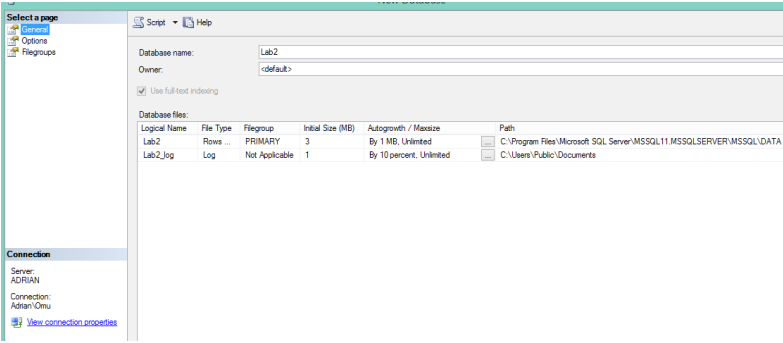 New Database
Select a page
General
Options
Filegroups
Script Help
Database name: Lab2
Owner: <default>
Use full-text indexing
Database files:
Logical Name File Type Filegroup Initial Size (MB) Autogrowth / Maxsize Path
Lab2 Rows ... PRIMARY 3 By 1 MB, Unlimited ... C:\Program Files\Microsoft SQL Server\MSSQL11.MSSQLSERVER\MSSQL\DATA
Lab2_log Log Not Applicable 1 By 10 percent, Unlimited ... C:\Users\Public\Documents
Connection
Server:
ADRIAN
Connection:
Adrian\Omu
View connection properties